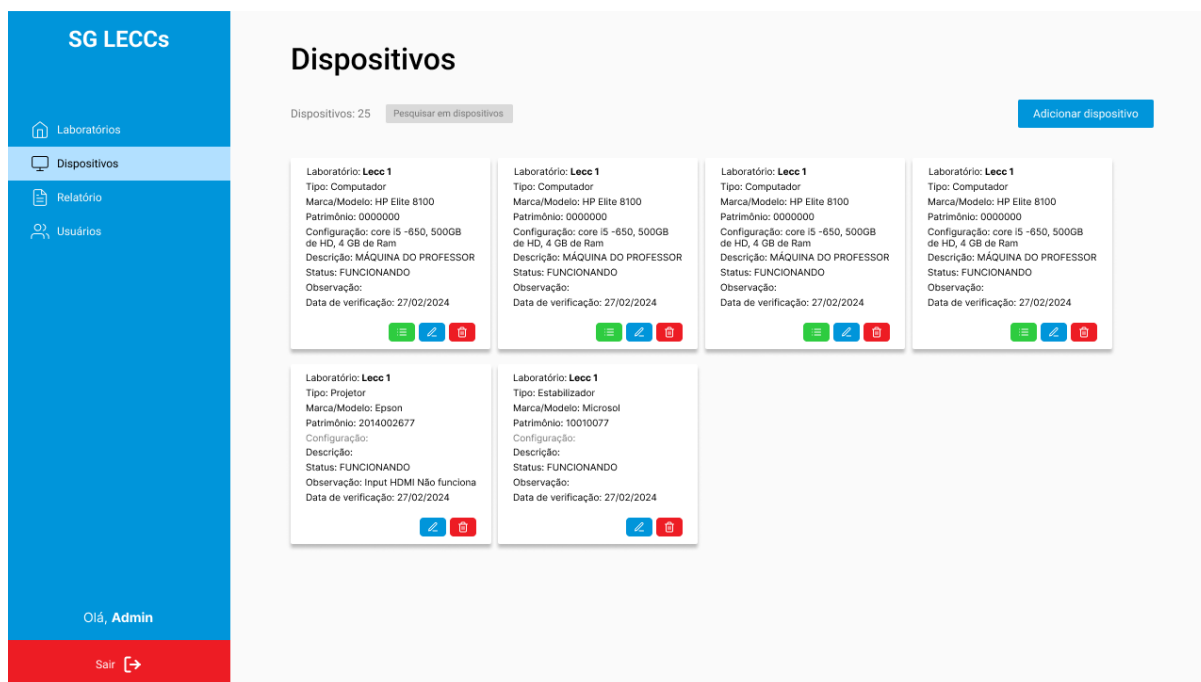 SG LECCs
Laboratórios
Dispositivos
Relatório
Usuários
Olá, Admin
Sair
Dispositivos
Dispositivos: 25
Pesquisar em dispositivos
Adicionar dispositivo
Laboratório: Lecc 1
Tipo: Computador
Marca/Modelo: HP Elite 8100
Patrimônio: 0000000
Configuração: core i5 -650, 500GB
de HD, 4 GB de Ram
Descrição: MÁQUINA DO PROFESSOR
Status: FUNCIONANDO
Observação:
Data de verificação: 27/02/2024
Laboratório: Lecc 1
Tipo: Computador
Marca/Modelo: HP Elite 8100
Patrimônio: 0000000
Configuração: core i5 -650, 500GB
de HD, 4 GB de Ram
Descrição: MÁQUINA DO PROFESSOR
Status: FUNCIONANDO
Observação:
Data de verificação: 27/02/2024
Laboratório: Lecc 1
Tipo: Computador
Marca/Modelo: HP Elite 8100
Patrimônio: 0000000
Configuração: core i5 -650, 500GB
de HD, 4 GB de Ram
Descrição: MÁQUINA DO PROFESSOR
Status: FUNCIONANDO
Observação:
Data de verificação: 27/02/2024
Laboratório: Lecc 1
Tipo: Computador
Marca/Modelo: HP Elite 8100
Patrimônio: 0000000
Configuração: core i5 -650, 500GB
de HD, 4 GB de Ram
Descrição: MÁQUINA DO PROFESSOR
Status: FUNCIONANDO
Observação:
Data de verificação: 27/02/2024
Laboratório: Lecc 1
Tipo: Projetor
Marca/Modelo: Epson
Patrimônio: 2014002677
Configuração:
Descrição:
Status: FUNCIONANDO
Observação: Input HDMI Não funciona
Data de verificação: 27/02/2024
Laboratório: Lecc 1
Tipo: Estabilizador
Marca/Modelo: Microsol
Patrimônio: 10010077
Configuração:
Descrição:
Status: FUNCIONANDO
Observação:
Data de verificação: 27/02/2024